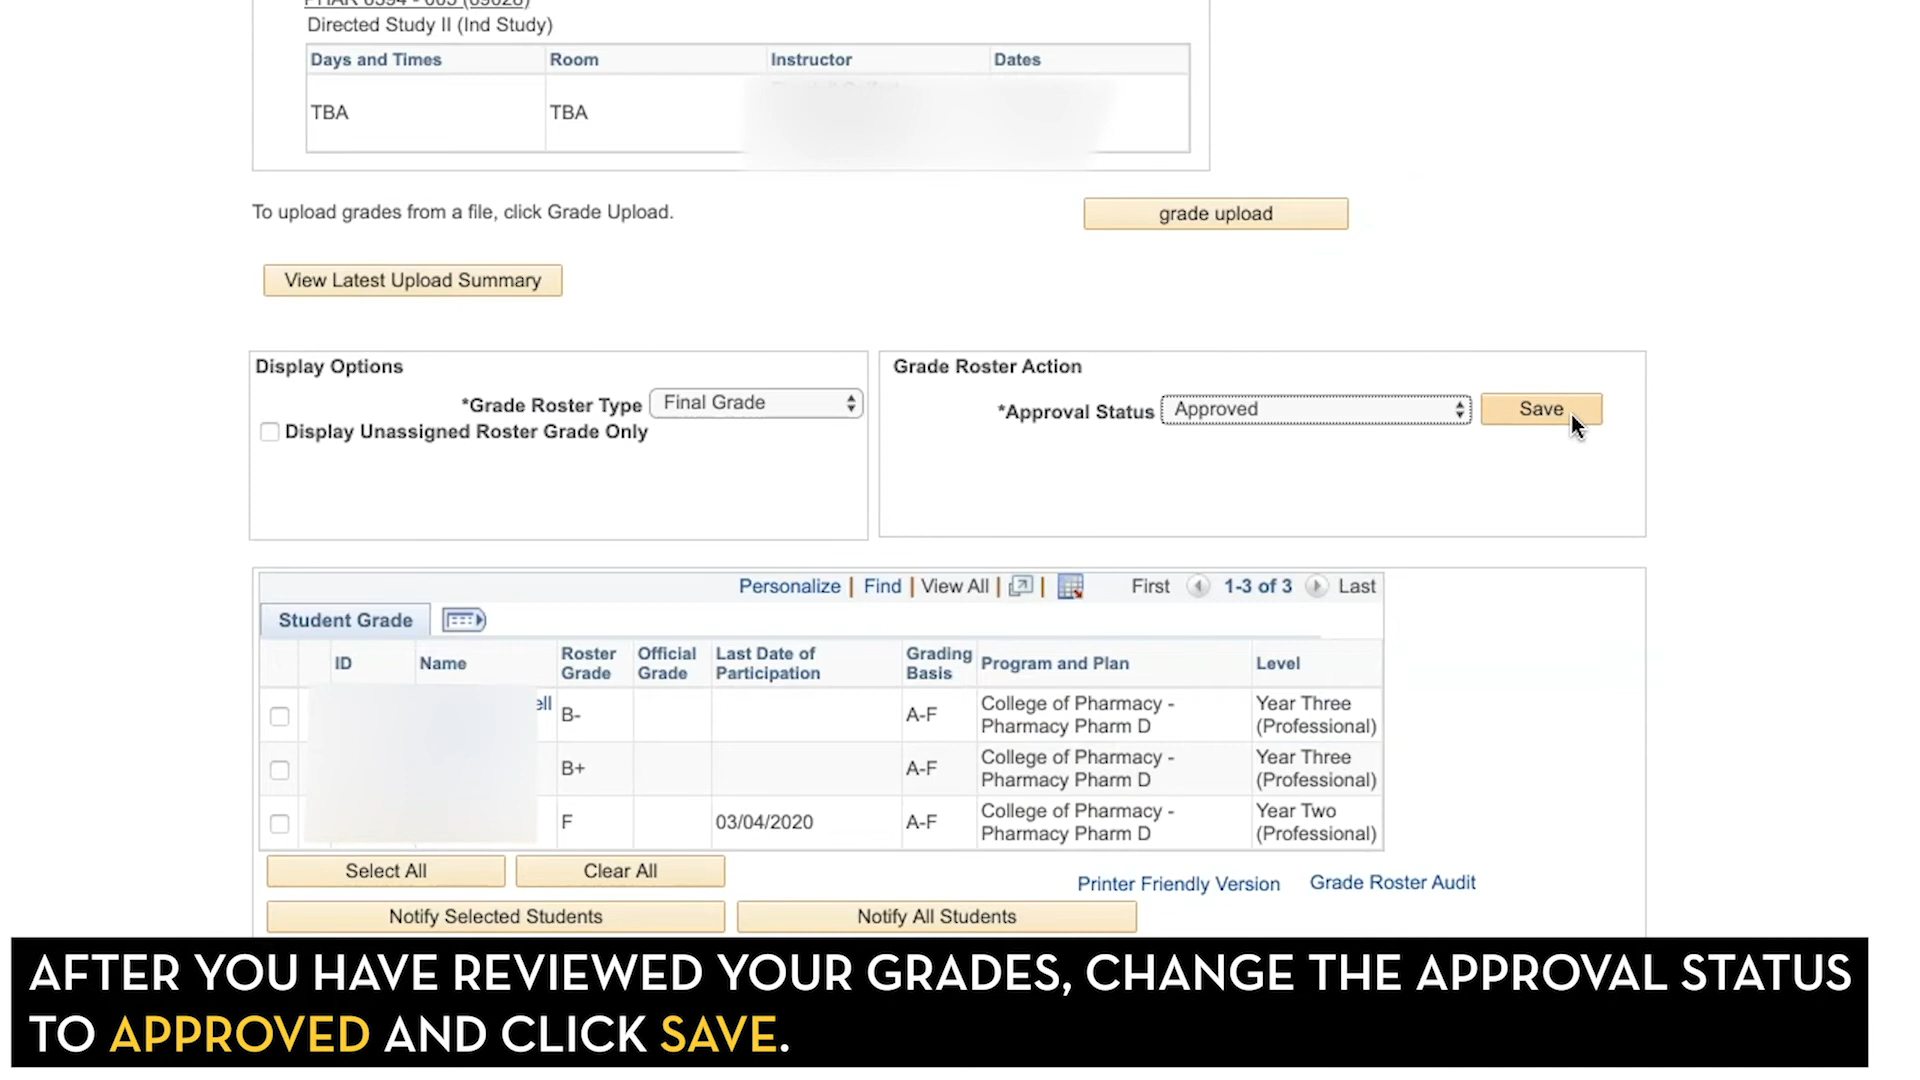 Directed Study II (Ind Study)
Days and Times Room Instructor Dates
TBA TBA
To upload grades from a file, click Grade Upload.
grade upload
View Latest Upload Summary
Display Options
*Grade Roster Type Final Grade
Display Unassigned Roster Grade Only
Grade Roster Action
*Approval Status Approved Save
Personalize | Find | View All | | First 1-3 of 3 Last
Student Grade
ID Name Roster Grade Official Grade Last Date of Participation Grading Basis Program and Plan Level
ell B- A-F College of Pharmacy - Pharmacy Pharm D Year Three (Professional)
B+ A-F College of Pharmacy - Pharmacy Pharm D Year Three (Professional)
F 03/04/2020 A-F College of Pharmacy - Pharmacy Pharm D Year Two (Professional)
Select All Clear All
Printer Friendly Version Grade Roster Audit
Notify Selected Students Notify All Students
AFTER YOU HAVE REVIEWED YOUR GRADES, CHANGE THE APPROVAL STATUS
TO APPROVED AND CLICK SAVE.